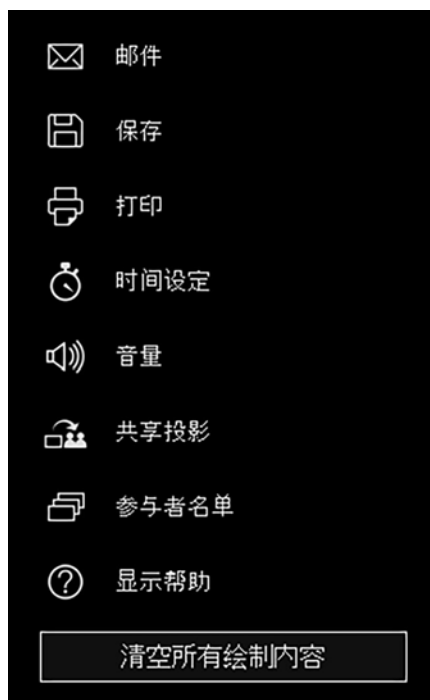 邮件
保存
打印
时间设定
音量
共享投影
参与者名单
显示帮助
清空所有绘制内容